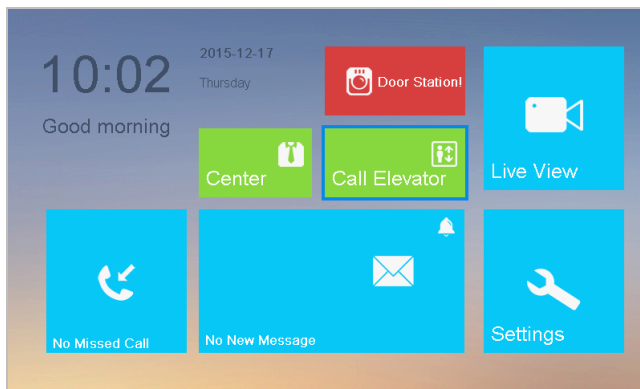 10:02
2015-12-17
Thursday
Good morning
Door Station!
Center
Call Elevator
Live View
No Missed Call
No New Message
Settings